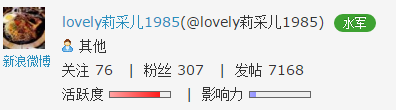 lovely莉采儿1985(@lovely莉采儿1985) 水军
其他
新浪微博
关注 76 | 粉丝 307 | 发帖 7168
活跃度 | 影响力